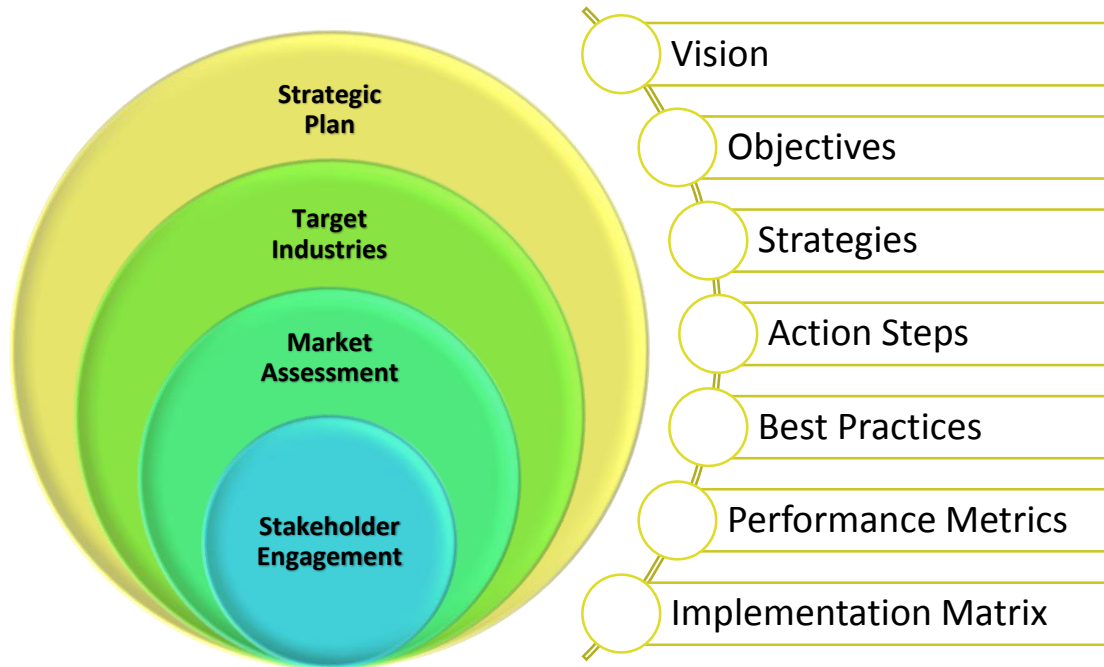 Strategic
Plan
Target
Industries
Market
Assessment
Stakeholder
Engagement
Vision
Objectives
Strategies
Action Steps
Best Practices
Performance Metrics
Implementation Matrix